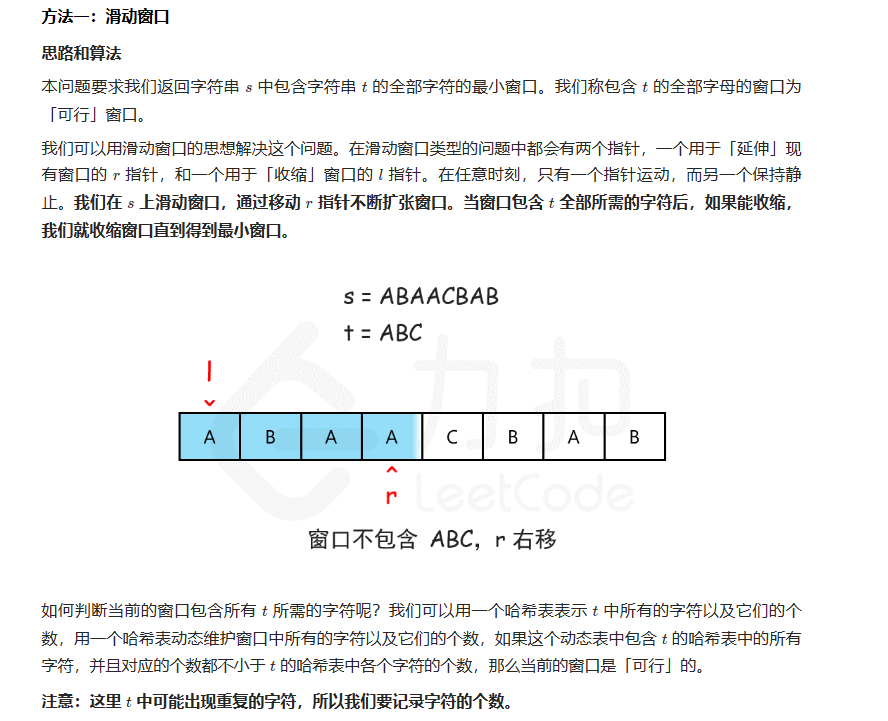 方法一：滑动窗口
思路和算法
本问题要求我们返回字符串 s 中包含字符串 t 的全部字符的最小窗口。我们称包含 t 的全部字母的窗口为
「可行」窗口。
我们可以用滑动窗口的思想解决这个问题。在滑动窗口类型的问题中都会有两个指针，一个用于「延伸」现
有窗口的 r 指针，和一个用于「收缩」窗口的 l 指针。在任意时刻，只有一个指针运动，而另一个保持静
止。我们在 s 上滑动窗口，通过移动 r 指针不断扩张窗口。当窗口包含 t 全部所需的字符后，如果能收缩，
我们就收缩窗口直到得到最小窗口。
s = ABAACBAB
t = ABC
l
A B A A C B A B
r
力扣
LeetCode
窗口不包含 ABC，r 右移
如何判断当前的窗口包含所有 t 所需的字符呢？我们可以用一个哈希表表示 t 中所有的字符以及它们的个
数，用一个哈希表动态维护窗口中所有的字符以及它们的个数，如果这个动态表中包含 t 的哈希表中的所有
字符，并且对应的个数都不小于 t 的哈希表中各个字符的个数，那么当前的窗口是「可行」的。
注意：这里 t 中可能出现重复的字符，所以我们要记录字符的个数。